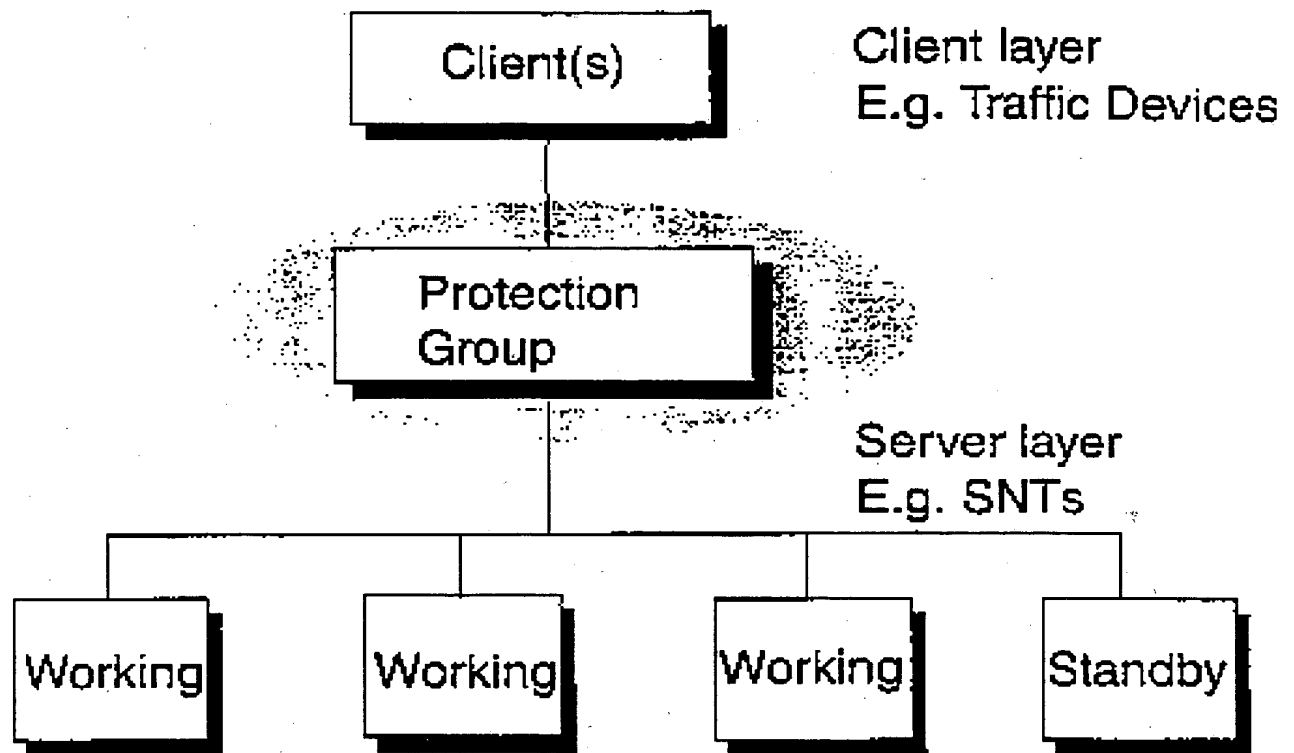 Client(s)
Client layer
E.g. Traffic Devices
Protection
Group
Server layer
E.g. SNTs
Working
Working
Working
Standby